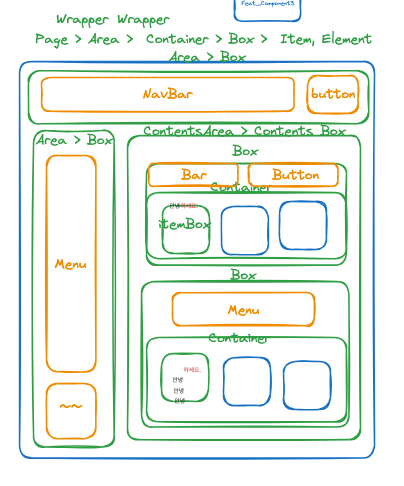 Feat_Component3
Wrapper Wrapper
Page > Area > Container > Box > Item, Element
Area > Box
NavBar
button
Area > Box
ContentsArea > Contents Box
Box
Bar
Button
Container
안녕하세요.
itemBox
Menu
Box
Menu
Container
하세요.
안녕
안녕
안녕
~~